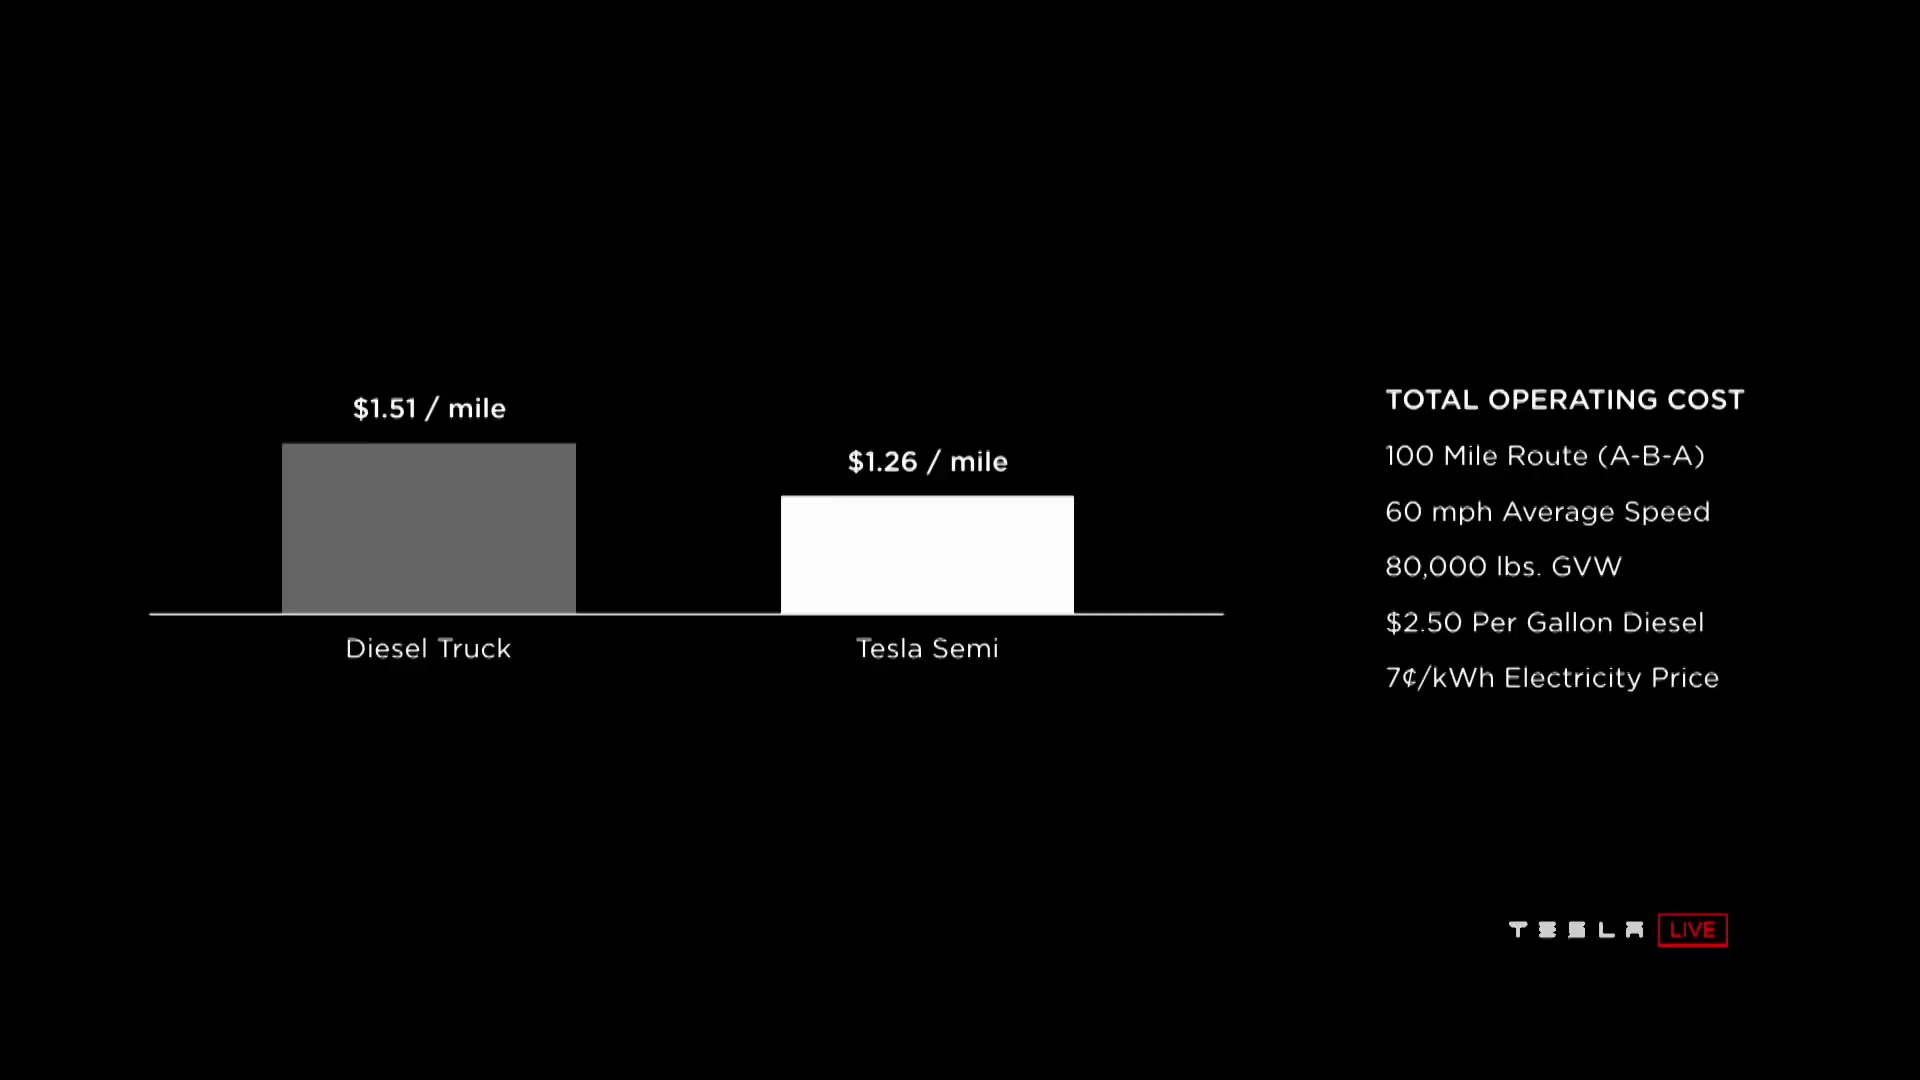 $1.51 / mile
$1.26 / mile
Diesel Truck
Tesla Semi
TOTAL OPERATING COST
100 Mile Route (A-B-A)
60 mph Average Speed
80,000 lbs. GVW
$2.50 Per Gallon Diesel
7¢/kWh Electricity Price
TESLA LIVE